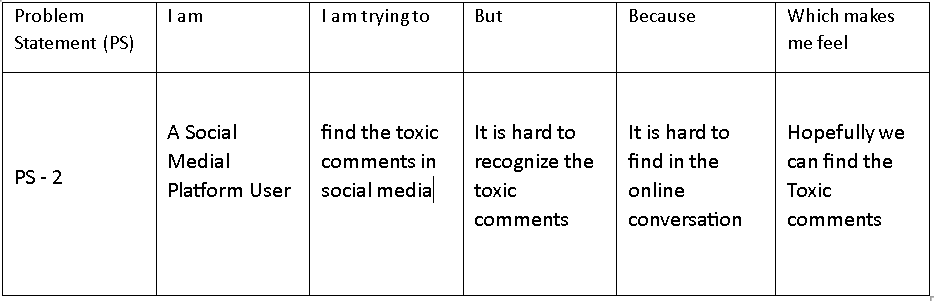 Problem
Statement (PS)
I am
I am trying to
But
Because
Which makes
me feel
PS - 2
A Social
Medial
Platform User
find the toxic
comments in
social media
It is hard to
recognize the
toxic
comments
It is hard to
find in the
online
conversation
Hopefully we
can find the
Toxic
comments